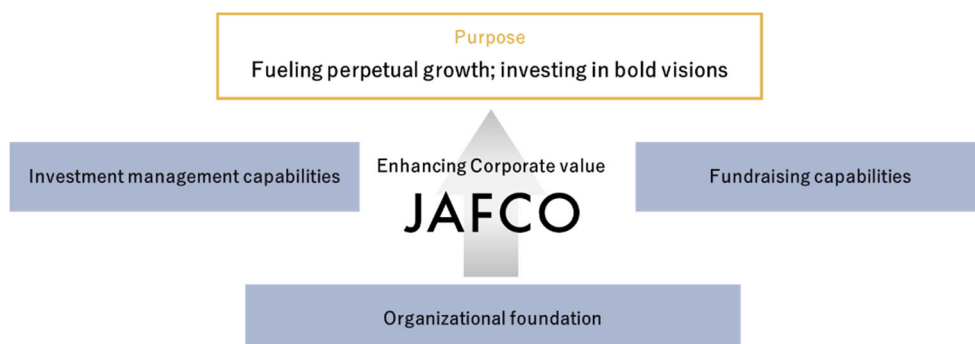 Purpose
Fueling perpetual growth; investing in bold visions
Investment management capabilities
Enhancing Corporate value
JAFCO
Fundraising capabilities
Organizational foundation